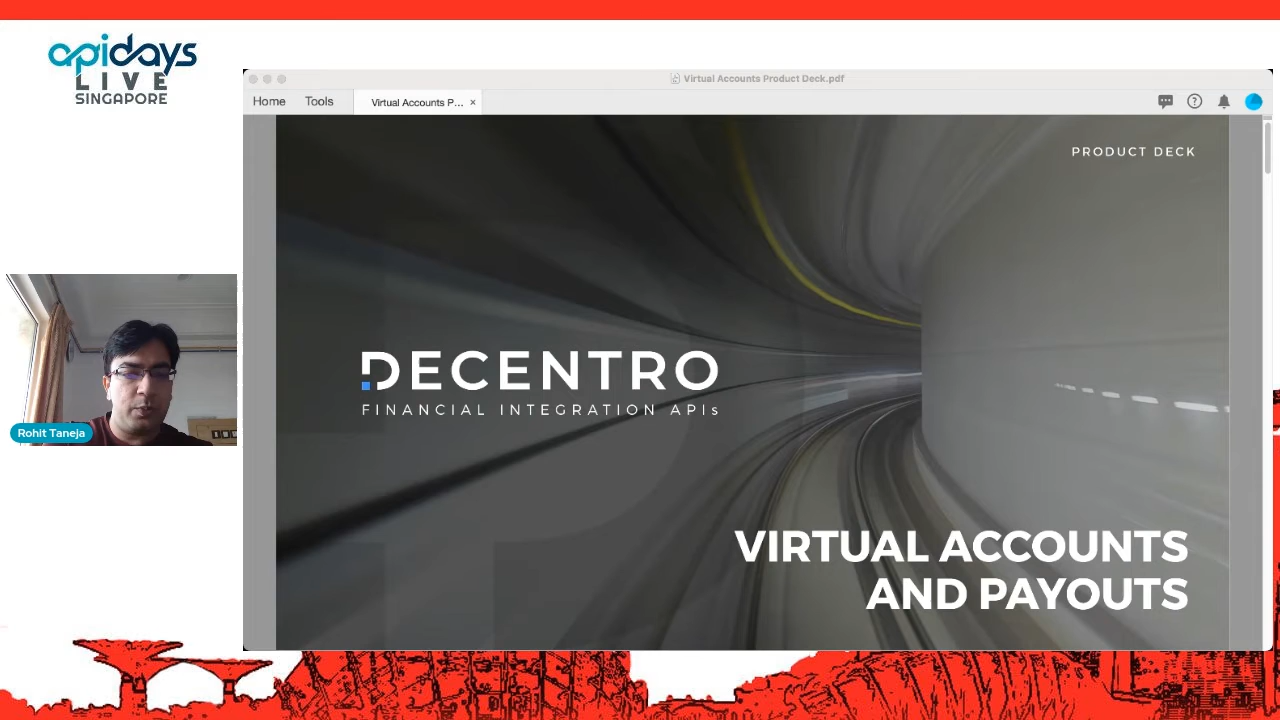 apidays
LIVE
SINGAPORE
Virtual Accounts Product Deck.pdf
Home
Tools
Virtual Accounts P... ×
PRODUCT DECK
DECENTRO
FINANCIAL INTEGRATION APIs
Rohit Taneja
VIRTUAL ACCOUNTS
AND PAYOUTS